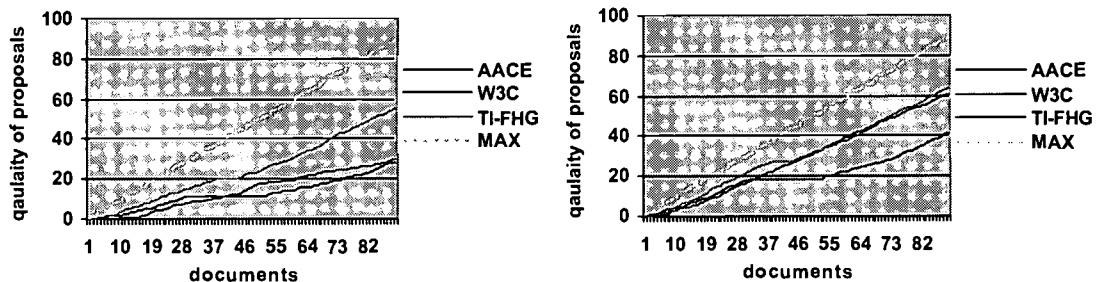 qaulaity of proposals
100
80
60
40
20
0
1 10 19 28 37 46 55 64 73 82
documents
AACE
W3C
TI-FHG
MAX
qaulaity of proposals
100
80
60
40
20
0
1 10 19 28 37 46 55 64 73 82
documents
AACE
W3C
TI-FHG
MAX